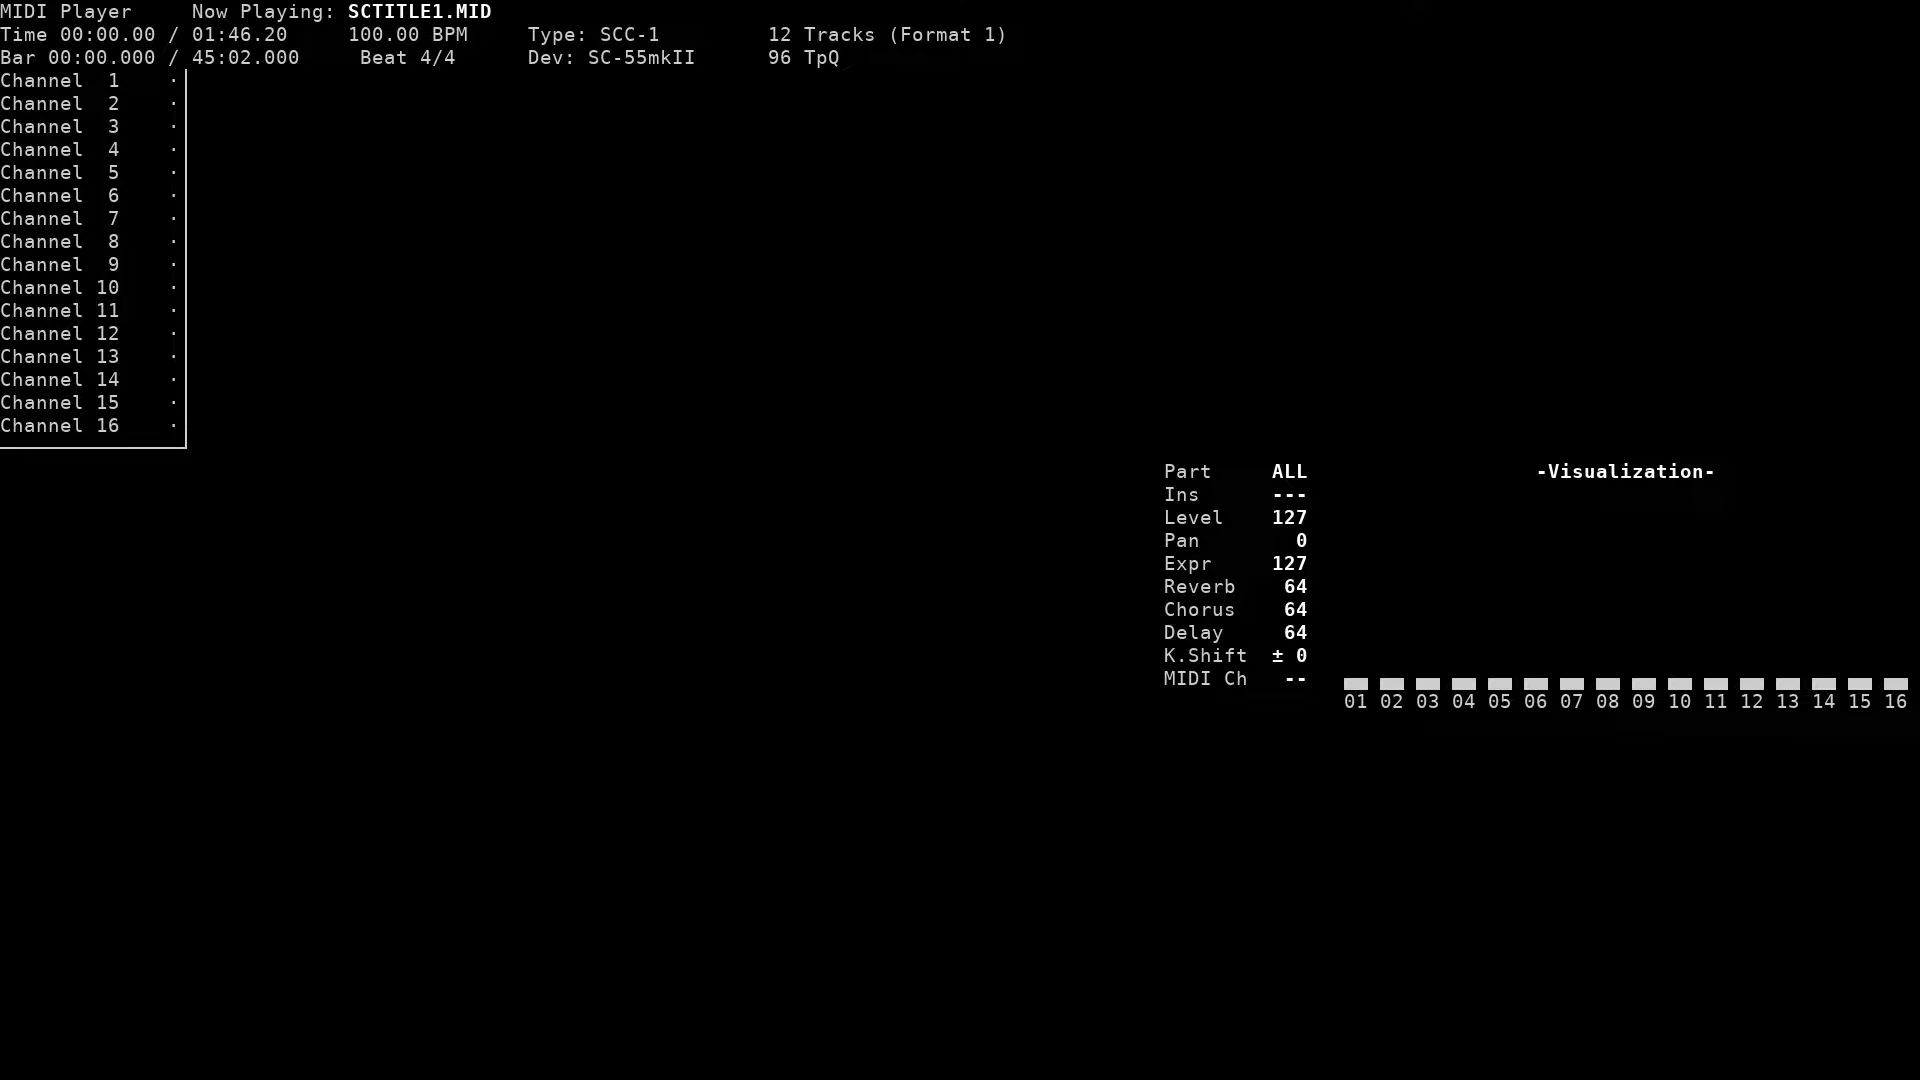 MIDI Player     Now Playing: SCTITLE1.MID
Time 00:00.00 / 01:46.20     100.00 BPM     Type: SCC-1         12 Tracks (Format 1)
Bar 00:00.000 / 45:02.000     Beat 4/4      Dev: SC-55mkII      96 TpQ
Channel  1    ·
Channel  2    ·
Channel  3    ·
Channel  4    ·
Channel  5    ·
Channel  6    ·
Channel  7    ·
Channel  8    ·
Channel  9    ·
Channel 10    ·
Channel 11    ·
Channel 12    ·
Channel 13    ·
Channel 14    ·
Channel 15    ·
Channel 16    ·
Part     ALL     -Visualization-
Ins      ---
Level    127
Pan        0
Expr     127
Reverb    64
Chorus    64
Delay     64
K.Shift  ± 0
MIDI Ch   --
01 02 03 04 05 06 07 08 09 10 11 12 13 14 15 16